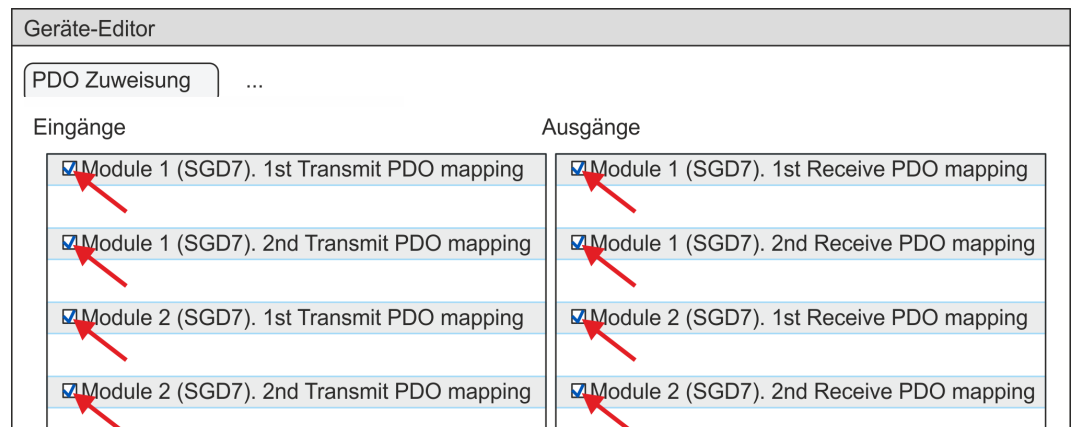 Geräte-Editor
PDO Zuweisung ...
Eingänge
Ausgänge
Module 1 (SGD7). 1st Transmit PDO mapping
Module 1 (SGD7). 2nd Transmit PDO mapping
Module 2 (SGD7). 1st Transmit PDO mapping
Module 2 (SGD7). 2nd Transmit PDO mapping
Module 1 (SGD7). 1st Receive PDO mapping
Module 1 (SGD7). 2nd Receive PDO mapping
Module 2 (SGD7). 1st Receive PDO mapping
Module 2 (SGD7). 2nd Receive PDO mapping